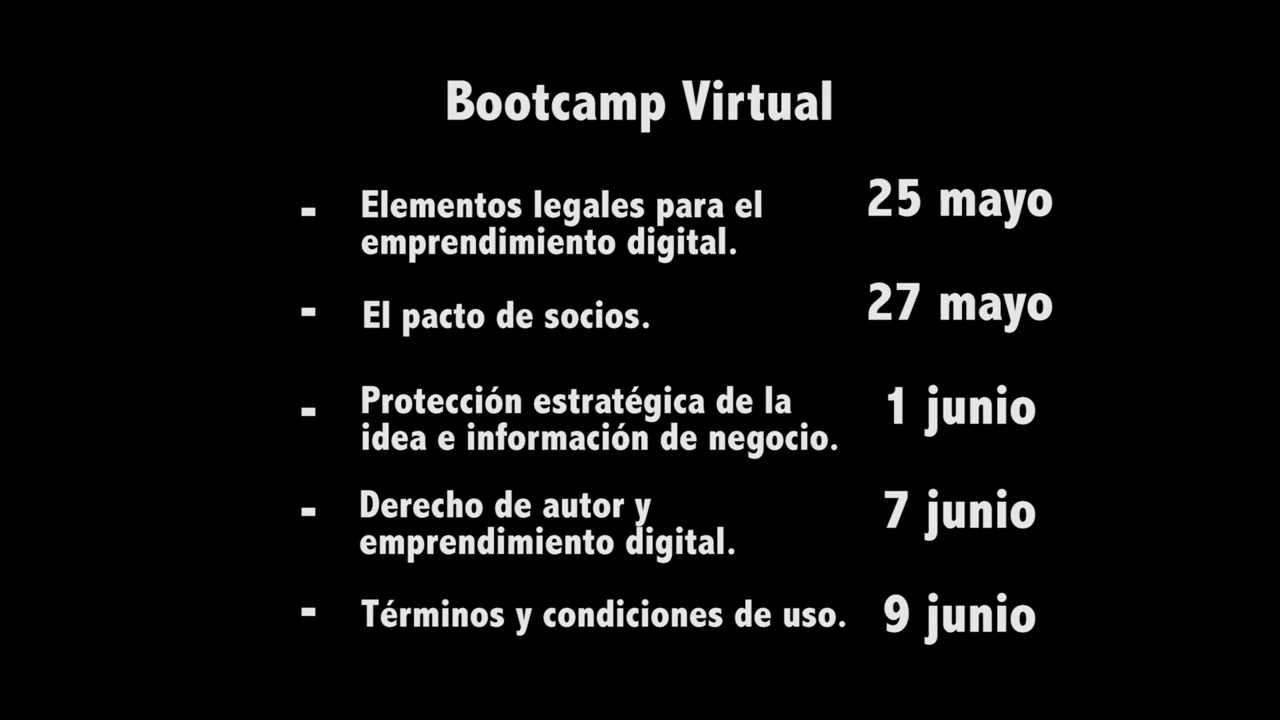 Bootcamp Virtual
- Elementos legales para el
emprendimiento digital.
25 mayo
- El pacto de socios.
27 mayo
- Protección estratégica de la
idea e información de negocio.
1 junio
- Derecho de autor y
emprendimiento digital.
7 junio
- Términos y condiciones de uso.
9 junio